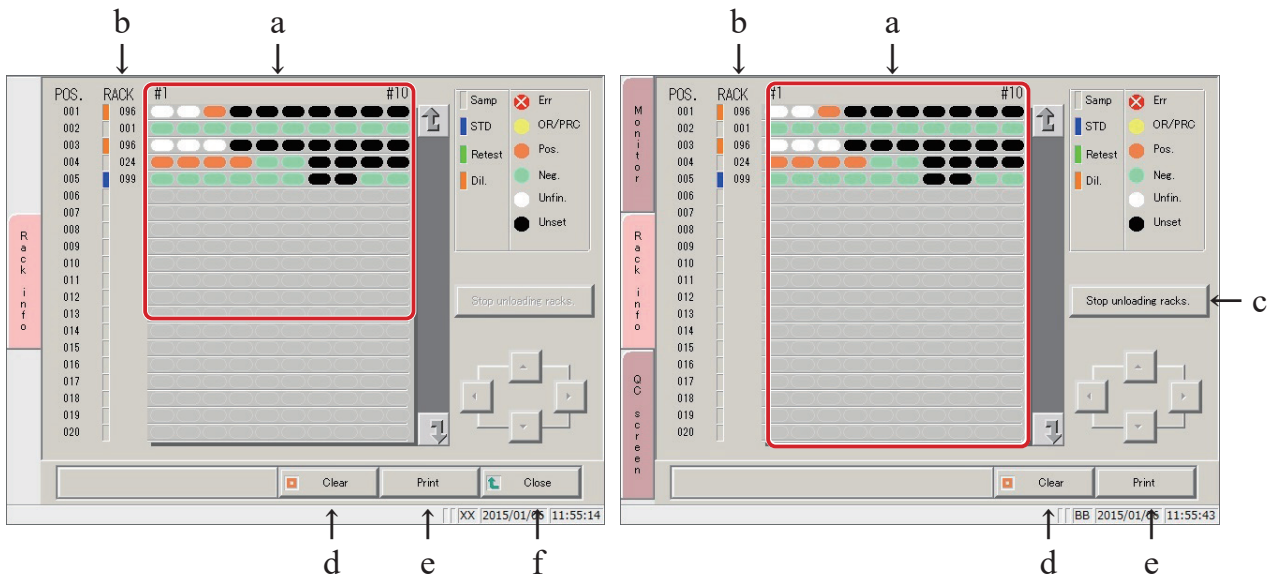 b a
POS. RACK #1 #10
001 096
002 001
003 096
004 024
005 099
006
007
008
009
010
011
012
013
014
015
016
017
018
019
020
Rack info
Samp Err
STD OR/PRC
Retest Pos.
Dil. Neg.
Unfin.
Unset
Stop unloading racks.
Clear Print Close
XX 2015/01/06 11:55:14
d e f
b a
POS. RACK #1 #10
001 096
002 001
003 096
004 024
005 099
006
007
008
009
010
011
012
013
014
015
016
017
018
019
020
Monitor
Rack info
QC screen
Samp Err
STD OR/PRC
Retest Pos.
Dil. Neg.
Unfin.
Unset
Stop unloading racks.
c
Clear Print
BB 2015/01/06 11:55:43
d e